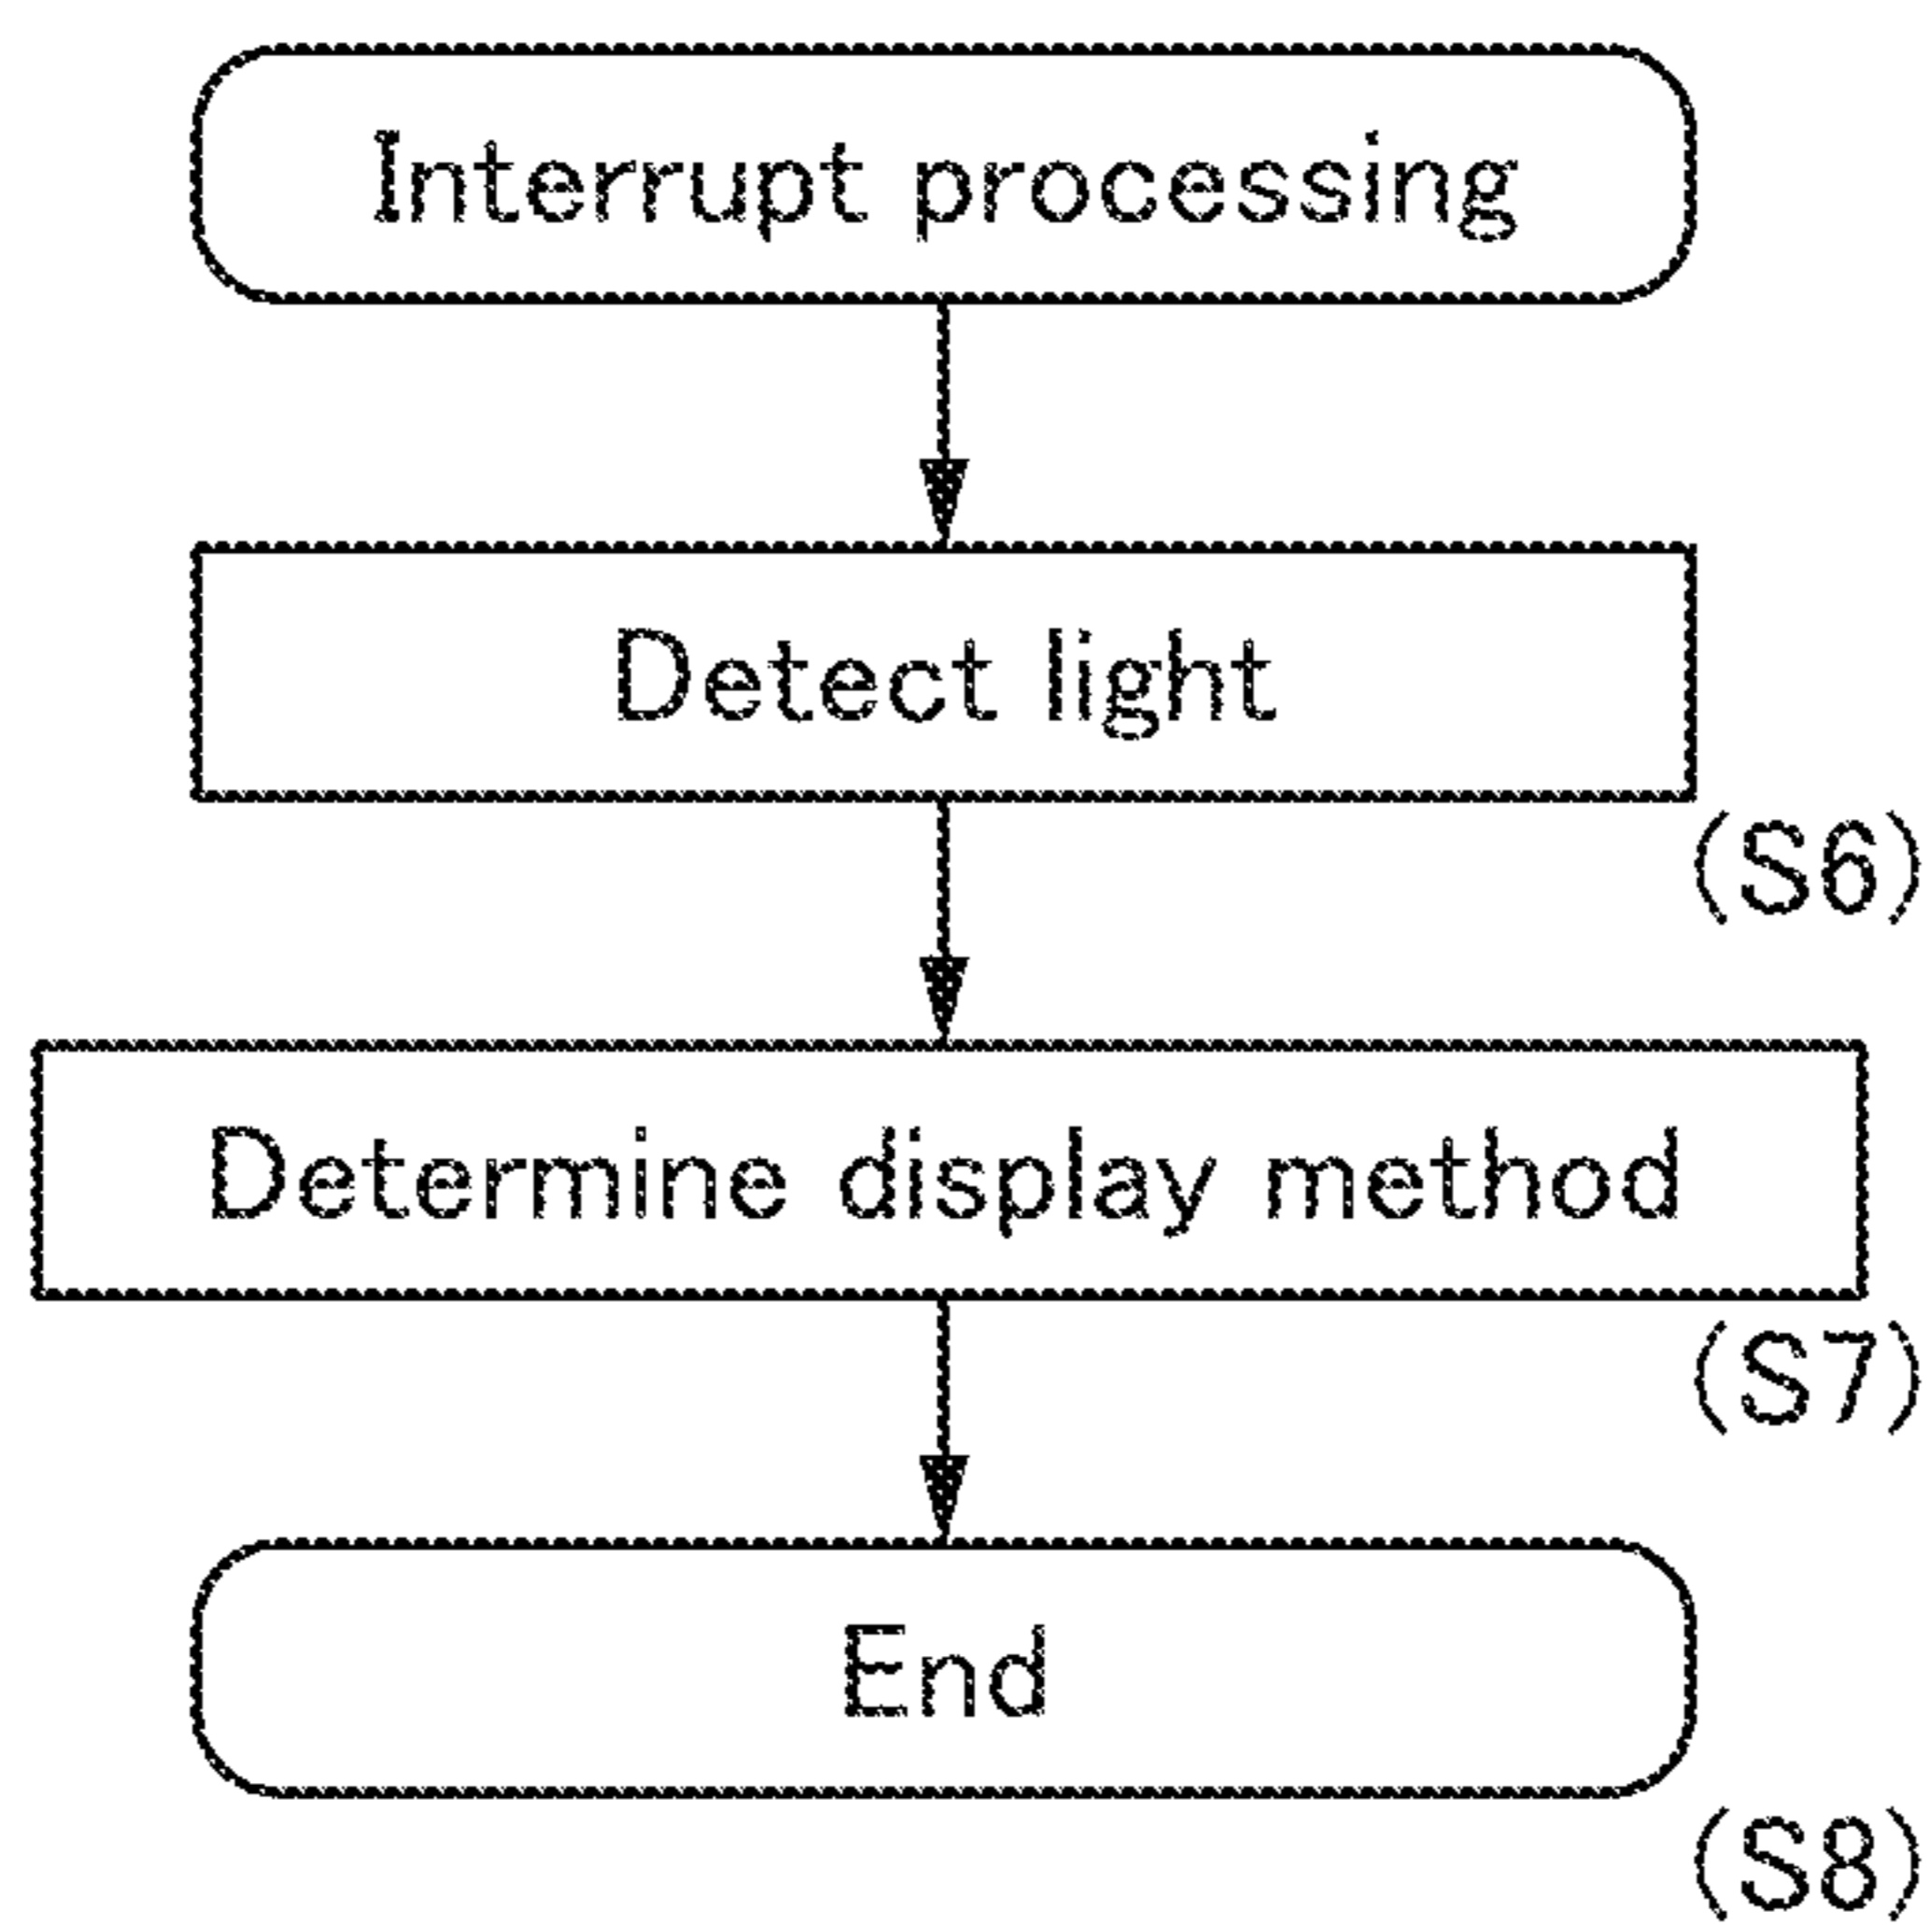 Interrupt processing
Detect light
(S6)
Determine display method
(S7)
End
(S8)